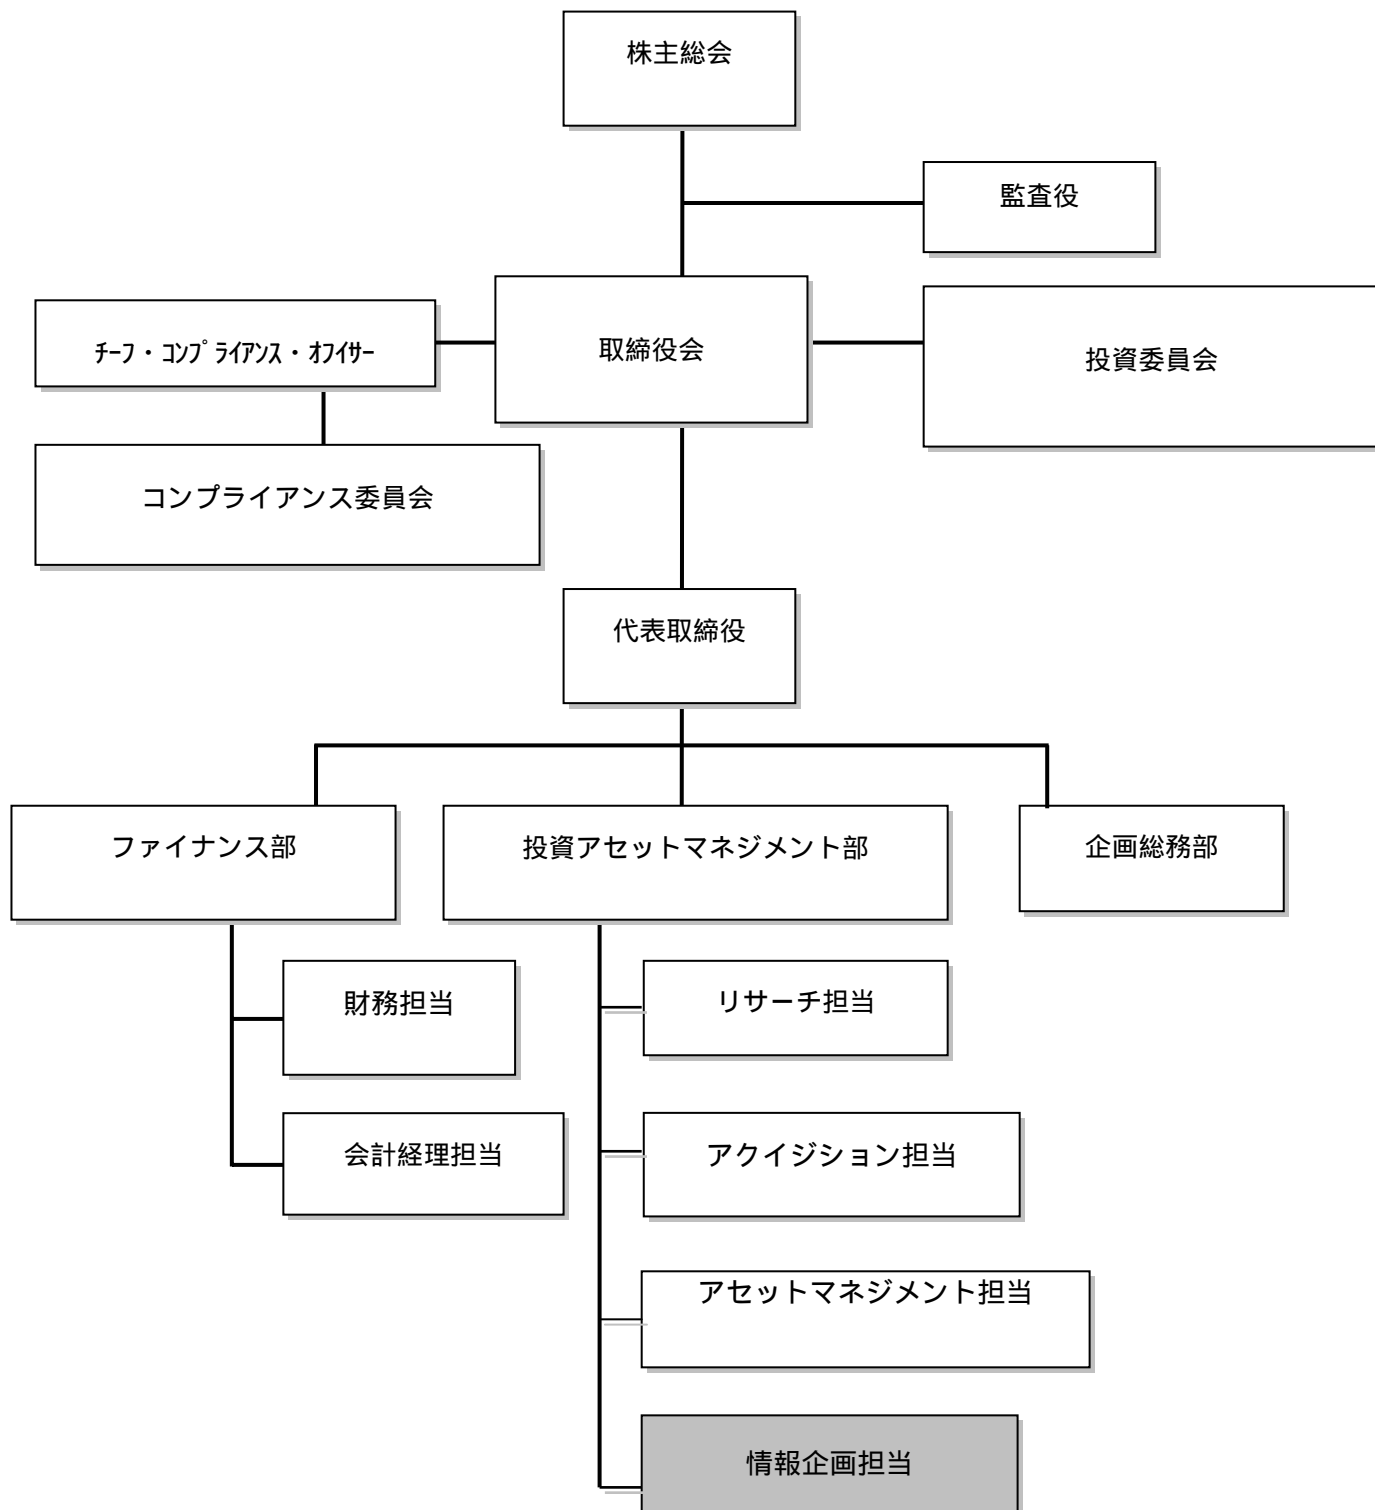 株主総会
監査役
取締役会
チーフ・コンプライアンス・オフイサー
投資委員会
コンプライアンス委員会
代表取締役
ファイナンス部
投資アセットマネジメント部
企画総務部
財務担当
リサーチ担当
会計経理担当
アクイジション担当
アセットマネジメント担当
情報企画担当